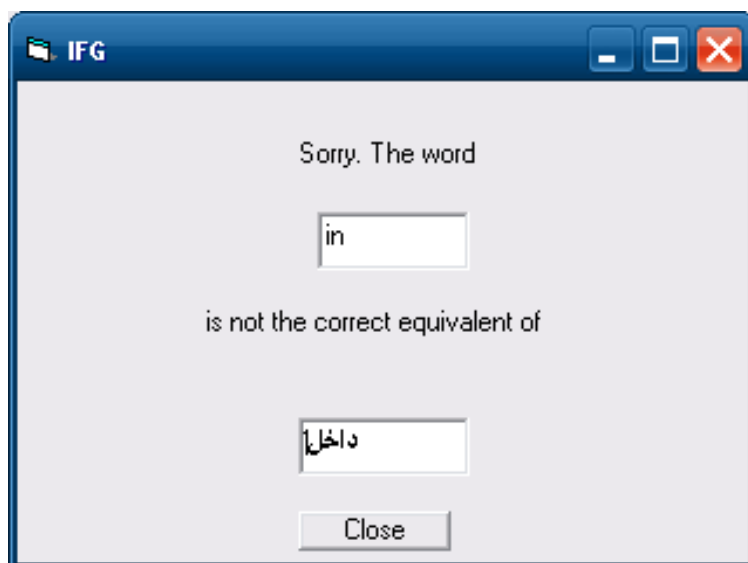 IFG
Sorry. The word
in
is not the correct equivalent of
داخل
Close